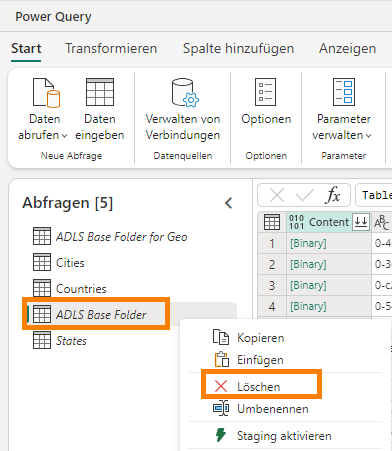 Power Query
Start Transformieren Spalte hinzufügen Anzeigen
Daten abrufen
Daten eingeben
Verwalten von Verbindungen
Optionen
Parameter verwalten
Neue Abfrage Datenquellen Optionen Parameter
Abfragen [5]
fx
Table
ADLS Base Folder for Geo
Cities
Countries
ADLS Base Folder
States
010
101
Content
ABC
1 [Binary] 0-4
2 [Binary] 0-3
3 [Binary] 0-c
4 [Binary] 0-5
Kopieren
Einfügen
Löschen
Umbenennen
Staging aktivieren